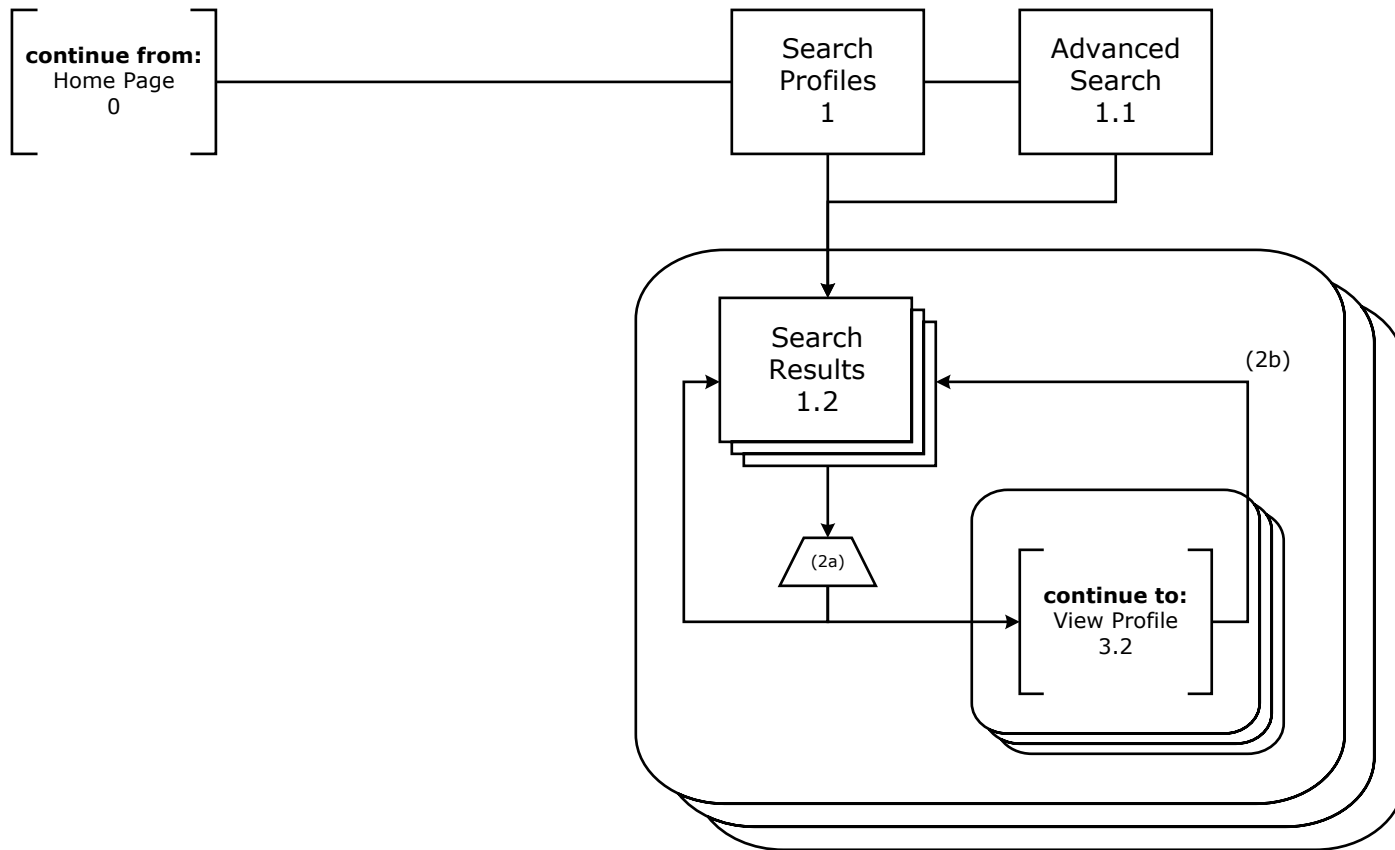 continue from:
Home Page
0
Search
Profiles
1
Advanced
Search
1.1
Search
Results
1.2
(2b)
(2a)
continue to:
View Profile
3.2